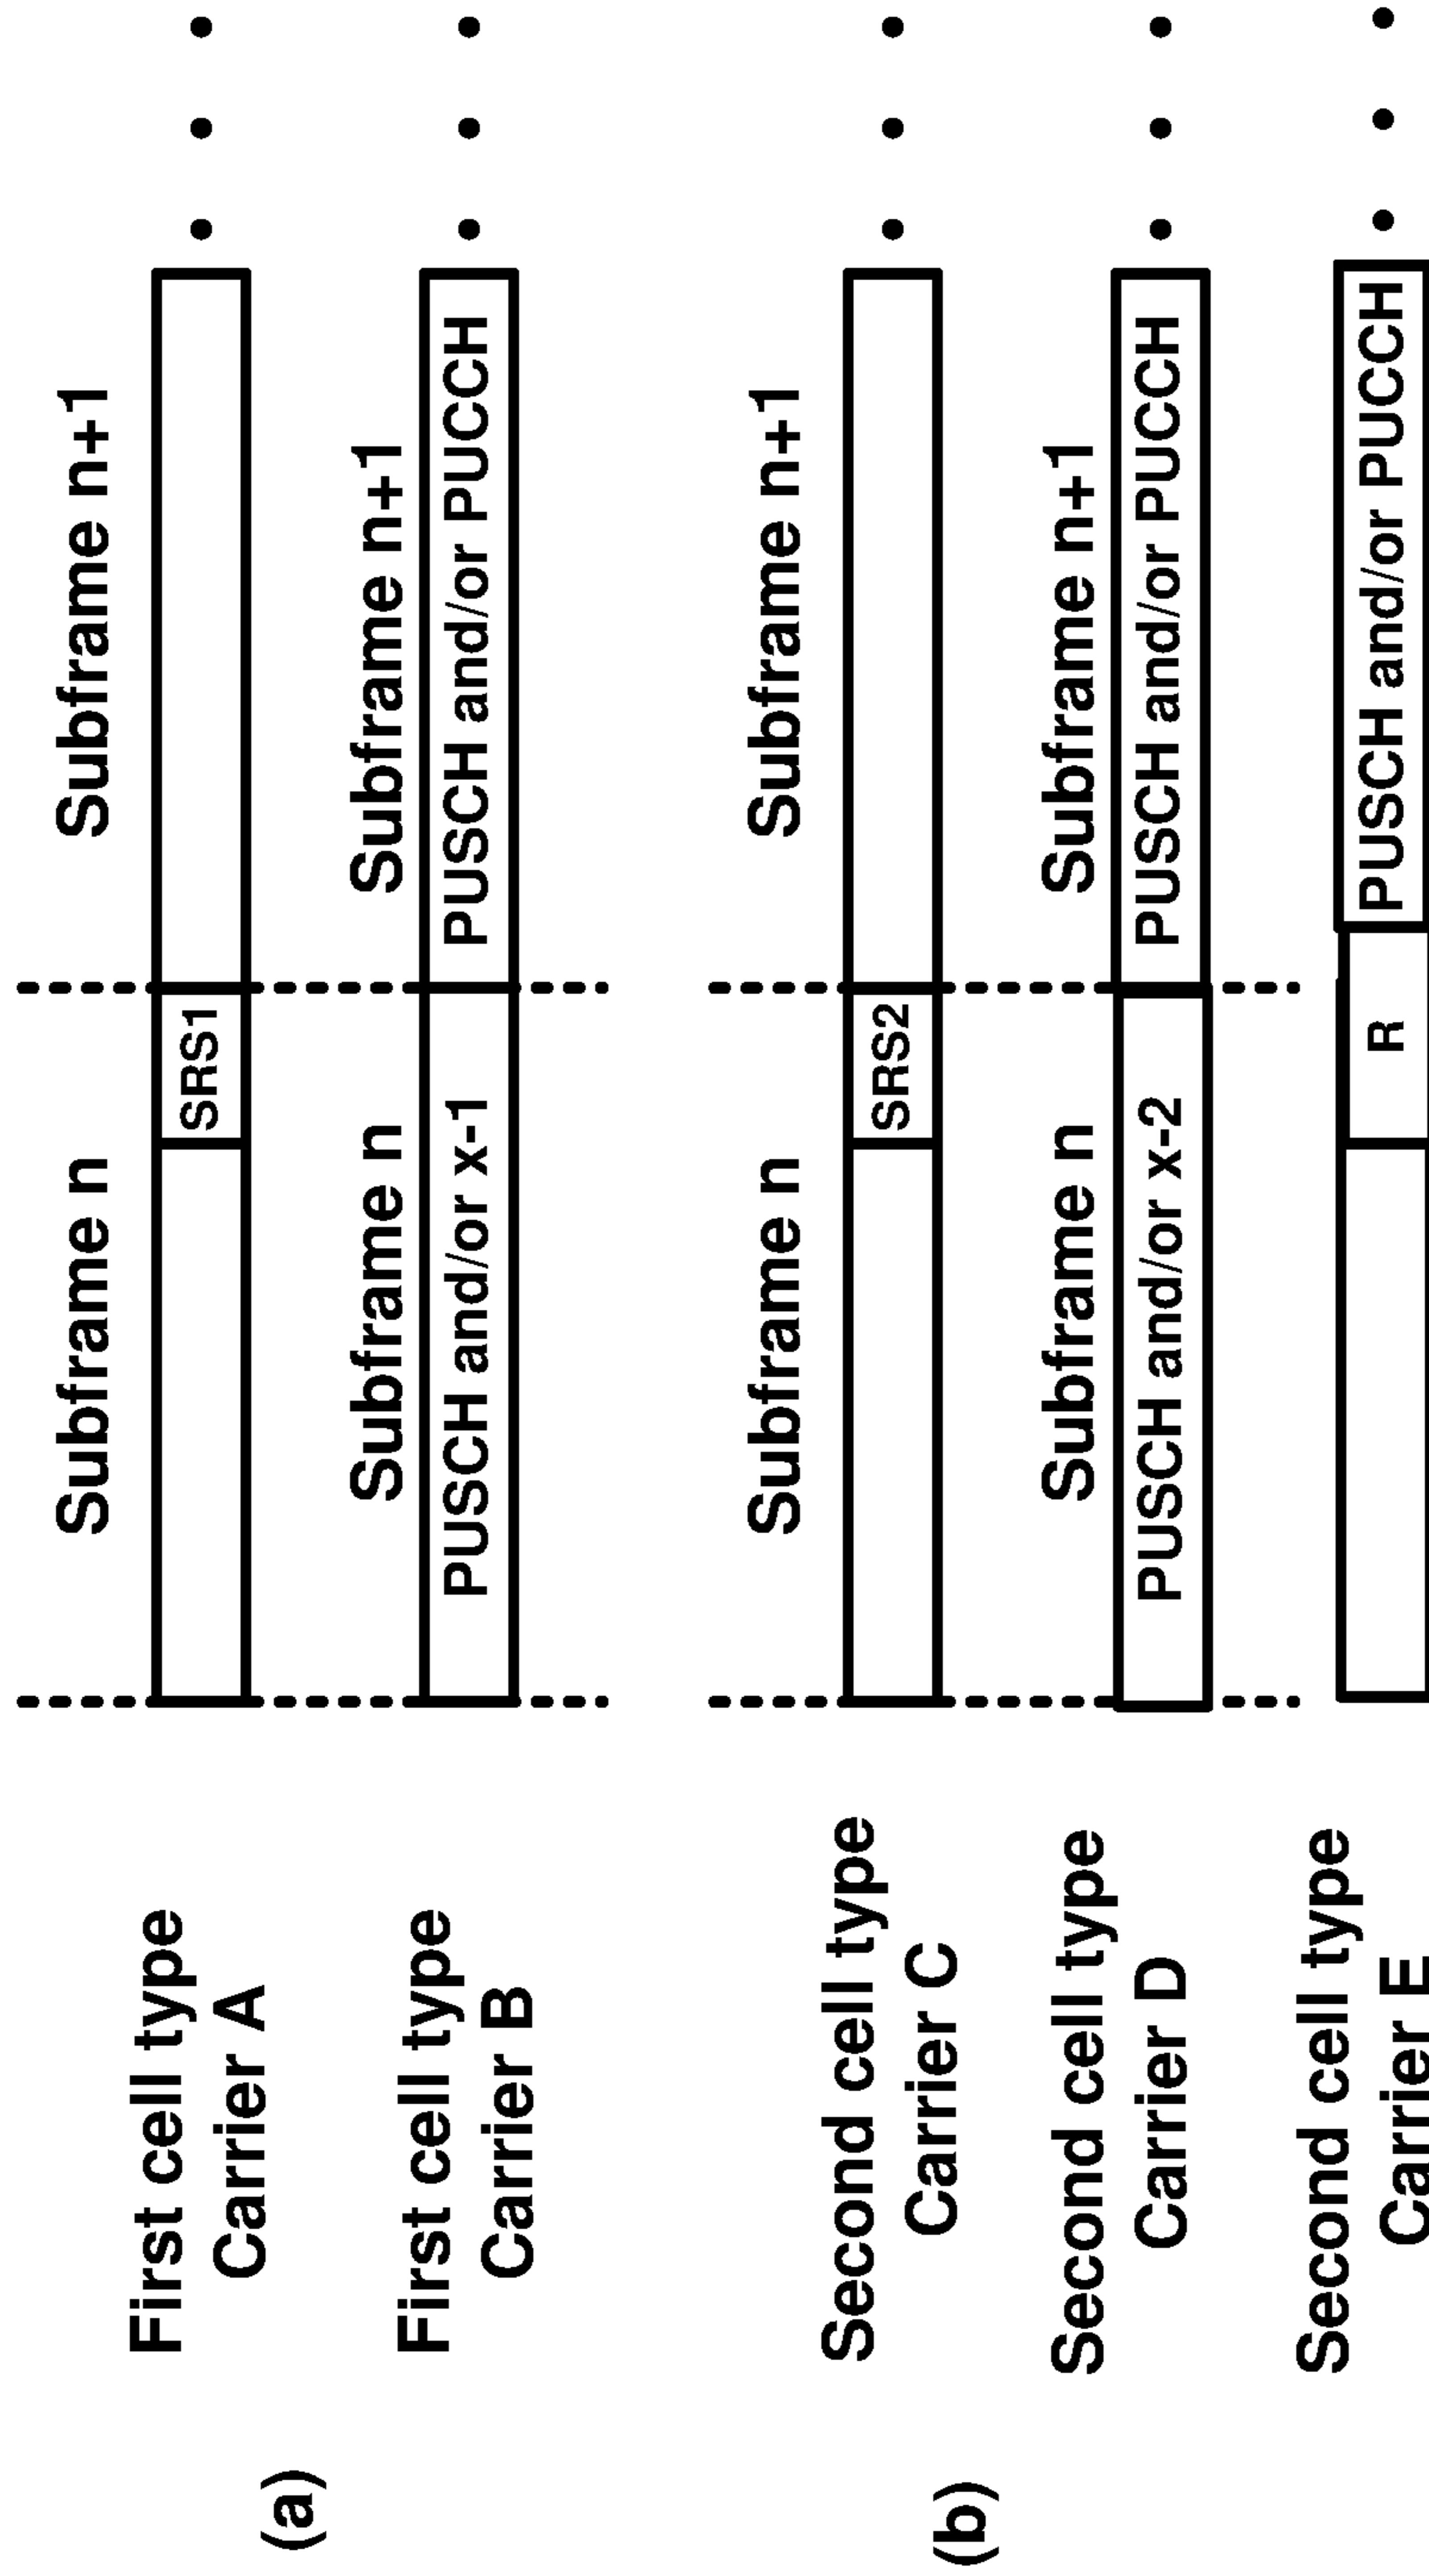 (a)
Subframe n
Subframe n+1
First cell type
Carrier A
SRS1
Subframe n
Subframe n+1
First cell type
Carrier B
PUSCH and/or x-1
PUSCH and/or PUCCH
(b)
Subframe n
Subframe n+1
Second cell type
Carrier C
SRS2
Subframe n
Subframe n+1
Second cell type
Carrier D
PUSCH and/or x-2
PUSCH and/or PUCCH
Second cell type
Carrier E
R
PUSCH and/or PUCCH